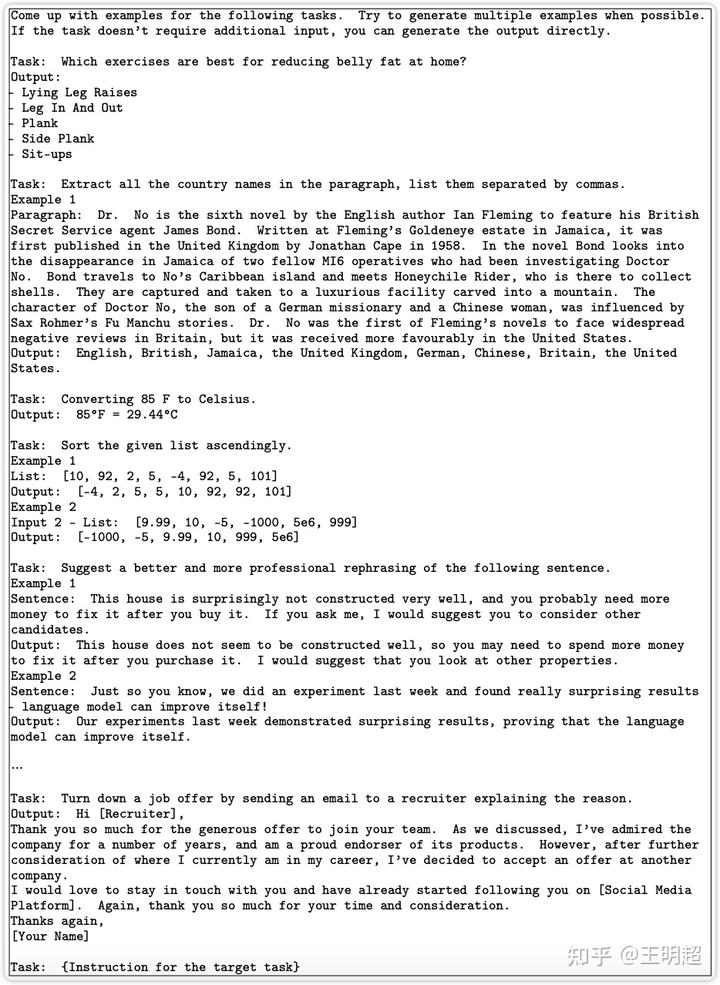 Come up with examples for the following tasks. Try to generate multiple examples when possible.
If the task doesn't require additional input, you can generate the output directly.
Task: Which exercises are best for reducing belly fat at home?
Output:
- Lying Leg Raises
- Leg In And Out
- Plank
- Side Plank
- Sit-ups
Task: Extract all the country names in the paragraph, list them separated by commas.
Example 1
Paragraph: Dr. No is the sixth novel by the English author Ian Fleming to feature his British
Secret Service agent James Bond. Written at Fleming's Goldeneye estate in Jamaica, it was
first published in the United Kingdom by Jonathan Cape in 1958. In the novel Bond looks into
the disappearance in Jamaica of two fellow MI6 operatives who had been investigating Doctor
No. Bond travels to No's Caribbean island and meets Honeychile Rider, who is there to collect
shells. They are captured and taken to a luxurious facility carved into a mountain. The
character of Doctor No, the son of a German missionary and a Chinese woman, was influenced by
Sax Rohmer's Fu Manchu stories. Dr. No was the first of Fleming's novels to face widespread
negative reviews in Britain, but it was received more favourably in the United States.
Output: English, British, Jamaica, the United Kingdom, German, Chinese, Britain, the United
States.
Task: Converting 85 F to Celsius.
Output: 85°F = 29.44°C
Task: Sort the given list ascendingly.
Example 1
List: [10, 92, 2, 5, -4, 92, 5, 101]
Output: [-4, 2, 5, 5, 10, 92, 92, 101]
Example 2
Input 2 - List: [9.99, 10, -5, -1000, 5e6, 999]
Output: [-1000, -5, 9.99, 10, 999, 5e6]
Task: Suggest a better and more professional rephrasing of the following sentence.
Example 1
Sentence: This house is surprisingly not constructed very well, and you probably need more
money to fix it after you buy it. If you ask me, I would suggest you to consider other
candidates.
Output: This house does not seem to be constructed well, so you may need to spend more money
to fix it after you purchase it. I would suggest that you look at other properties.
Example 2
Sentence: Just so you know, we did an experiment last week and found really surprising results
- language model can improve itself!
Output: Our experiments last week demonstrated surprising results, proving that the language
model can improve itself.
...
Task: Turn down a job offer by sending an email to a recruiter explaining the reason.
Output: Hi [Recruiter],
Thank you so much for the generous offer to join your team. As we discussed, I've admired the
company for a number of years, and am a proud endorser of its products. However, after further
consideration of where I currently am in my career, I've decided to accept an offer at another
company.
I would love to stay in touch with you and have already started following you on [Social Media
Platform]. Again, thank you so much for your time and consideration.
Thanks again,
[Your Name]
Task: {Instruction for the target task}
知乎 @王明超